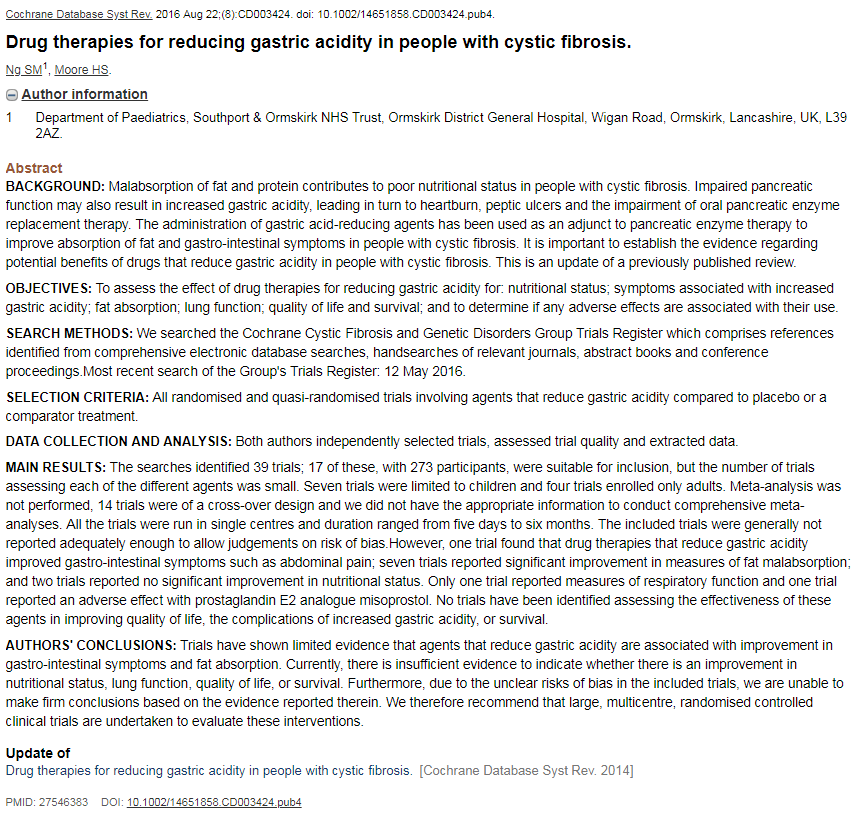 Cochrane Database Syst Rev. 2016 Aug 22;(8):CD003424. doi: 10.1002/14651858.CD003424.pub4.
Drug therapies for reducing gastric acidity in people with cystic fibrosis.
Ng SM1, Moore HS.
Author information
1 Department of Paediatrics, Southport & Ormskirk NHS Trust, Ormskirk District General Hospital, Wigan Road, Ormskirk, Lancashire, UK, L39
2AZ.
Abstract
BACKGROUND: Malabsorption of fat and protein contributes to poor nutritional status in people with cystic fibrosis. Impaired pancreatic
function may also result in increased gastric acidity, leading in turn to heartburn, peptic ulcers and the impairment of oral pancreatic enzyme
replacement therapy. The administration of gastric acid-reducing agents has been used as an adjunct to pancreatic enzyme therapy to
improve absorption of fat and gastro-intestinal symptoms in people with cystic fibrosis. It is important to establish the evidence regarding
potential benefits of drugs that reduce gastric acidity in people with cystic fibrosis. This is an update of a previously published review.
OBJECTIVES: To assess the effect of drug therapies for reducing gastric acidity for: nutritional status; symptoms associated with increased
gastric acidity; fat absorption; lung function; quality of life and survival; and to determine if any adverse effects are associated with their use.
SEARCH METHODS: We searched the Cochrane Cystic Fibrosis and Genetic Disorders Group Trials Register which comprises references
identified from comprehensive electronic database searches, handsearches of relevant journals, abstract books and conference
proceedings.Most recent search of the Group's Trials Register: 12 May 2016.
SELECTION CRITERIA: All randomised and quasi-randomised trials involving agents that reduce gastric acidity compared to placebo or a
comparator treatment.
DATA COLLECTION AND ANALYSIS: Both authors independently selected trials, assessed trial quality and extracted data.
MAIN RESULTS: The searches identified 39 trials; 17 of these, with 273 participants, were suitable for inclusion, but the number of trials
assessing each of the different agents was small. Seven trials were limited to children and four trials enrolled only adults. Meta-analysis was
not performed, 14 trials were of a cross-over design and we did not have the appropriate information to conduct comprehensive meta-
analyses. All the trials were run in single centres and duration ranged from five days to six months. The included trials were generally not
reported adequately enough to allow judgements on risk of bias.However, one trial found that drug therapies that reduce gastric acidity
improved gastro-intestinal symptoms such as abdominal pain; seven trials reported significant improvement in measures of fat malabsorption;
and two trials reported no significant improvement in nutritional status. Only one trial reported measures of respiratory function and one trial
reported an adverse effect with prostaglandin E2 analogue misoprostol. No trials have been identified assessing the effectiveness of these
agents in improving quality of life, the complications of increased gastric acidity, or survival.
AUTHORS' CONCLUSIONS: Trials have shown limited evidence that agents that reduce gastric acidity are associated with improvement in
gastro-intestinal symptoms and fat absorption. Currently, there is insufficient evidence to indicate whether there is an improvement in
nutritional status, lung function, quality of life, or survival. Furthermore, due to the unclear risks of bias in the included trials, we are unable to
make firm conclusions based on the evidence reported therein. We therefore recommend that large, multicentre, randomised controlled
clinical trials are undertaken to evaluate these interventions.
Update of
Drug therapies for reducing gastric acidity in people with cystic fibrosis. [Cochrane Database Syst Rev. 2014]
PMID: 27546383 DOI: 10.1002/14651858.CD003424.pub4